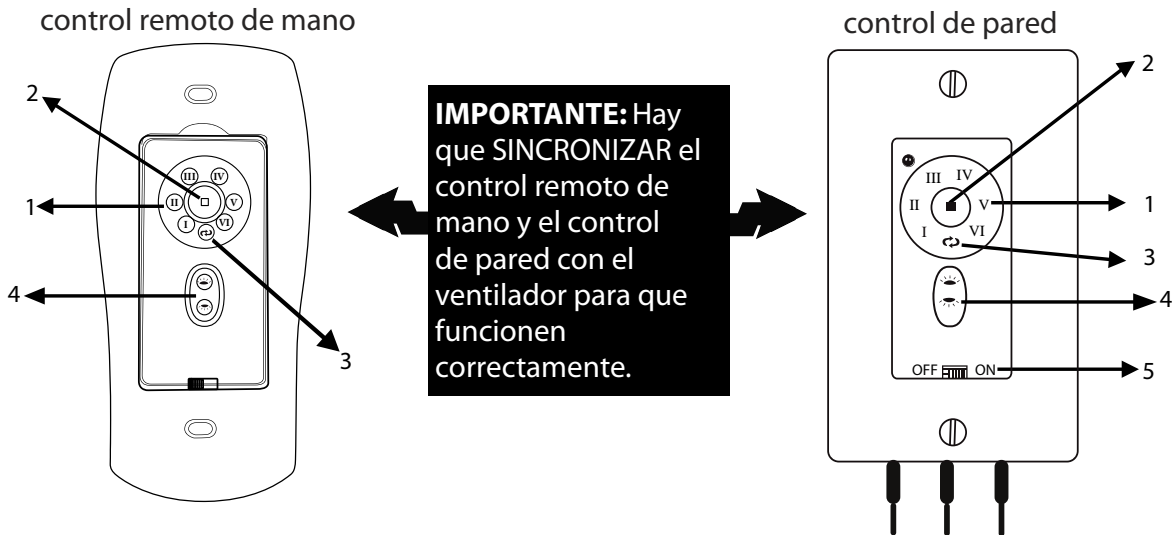 control remoto de mano
2
III IV
II V
1
I VI
4
3
IMPORTANTE: Hay
que SINCRONIZAR el
control remoto de
mano y el control
de pared con el
ventilador para que
funcionen
correctamente.
control de pared
2
III IV
II V
1
I VI
3
4
OFF ON
5